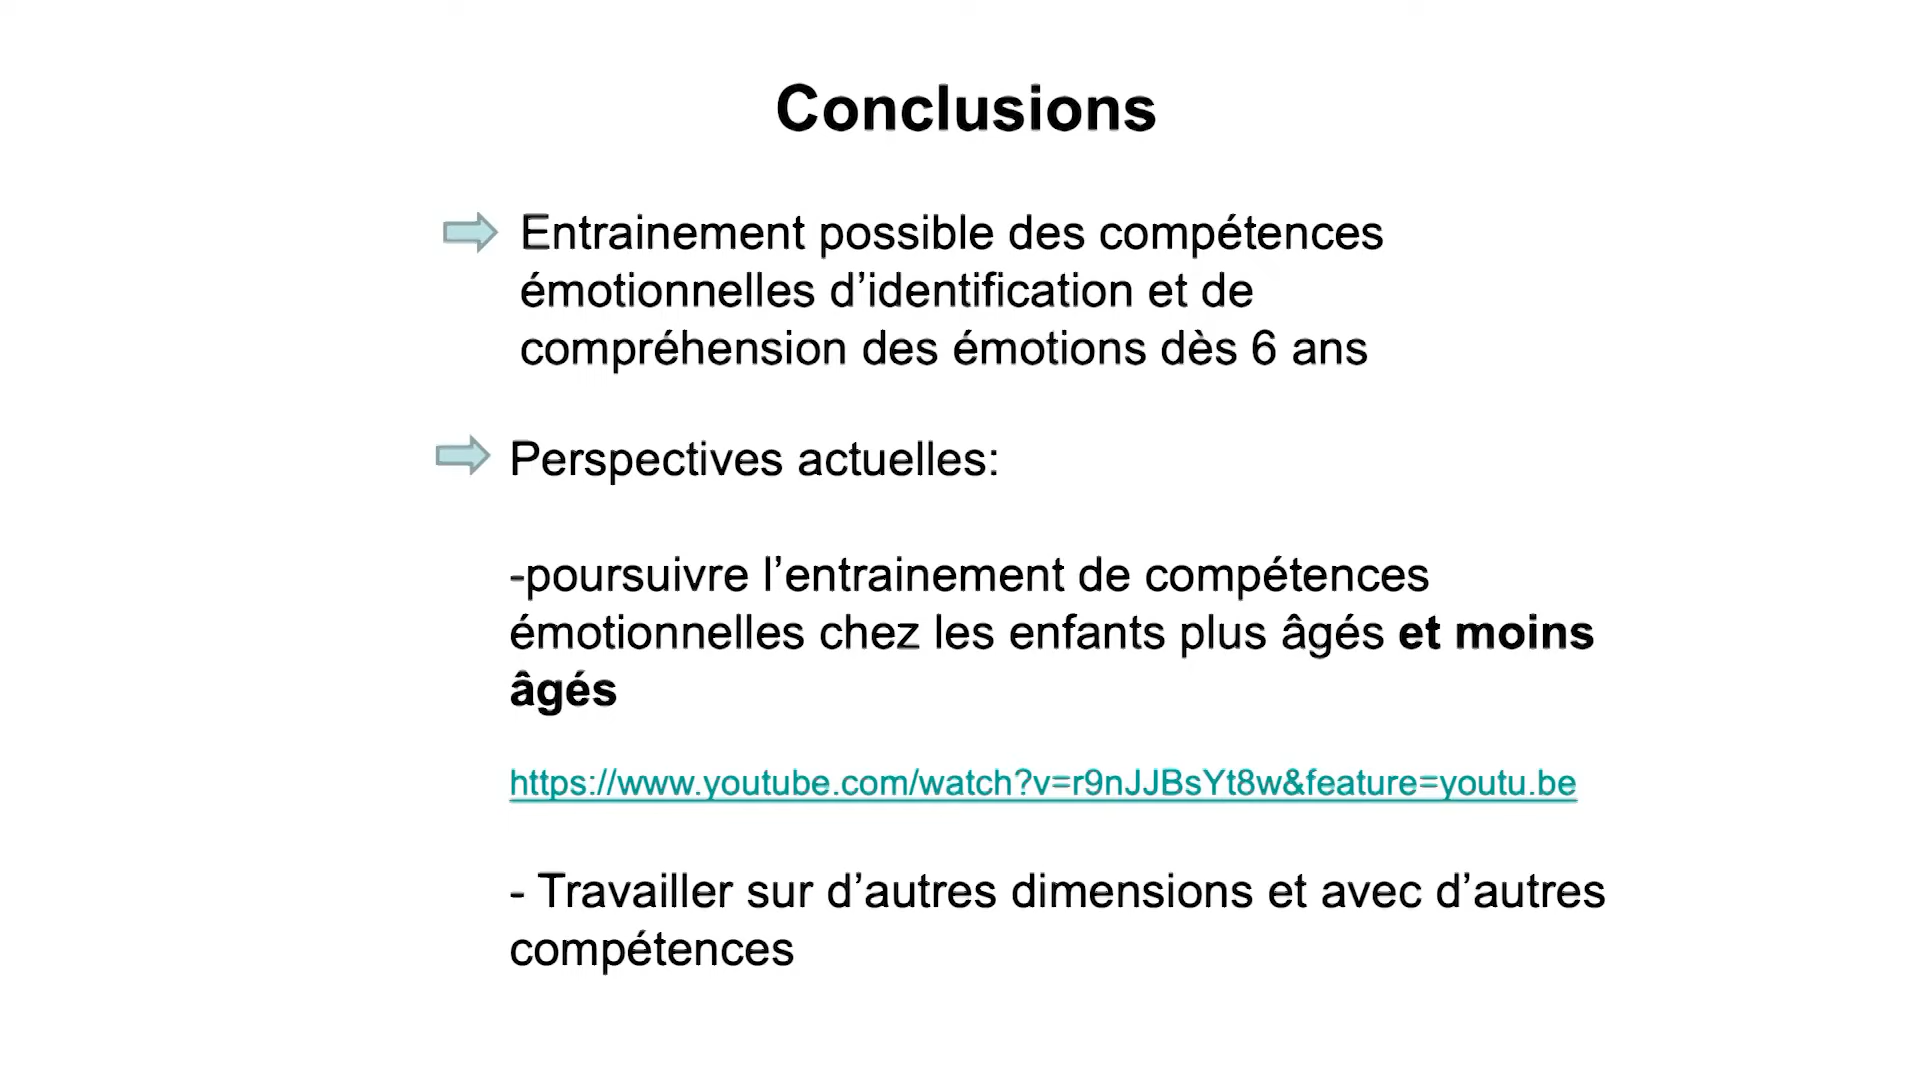 Conclusions
Entrainement possible des compétences
émotionnelles d’identification et de
compréhension des émotions dès 6 ans
Perspectives actuelles:
-poursuivre l’entrainement de compétences
émotionnelles chez les enfants plus âgés et moins
âgés
https://www.youtube.com/watch?v=r9nJJBsYt8w&feature=youtu.be
- Travailler sur d’autres dimensions et avec d’autres
compétences